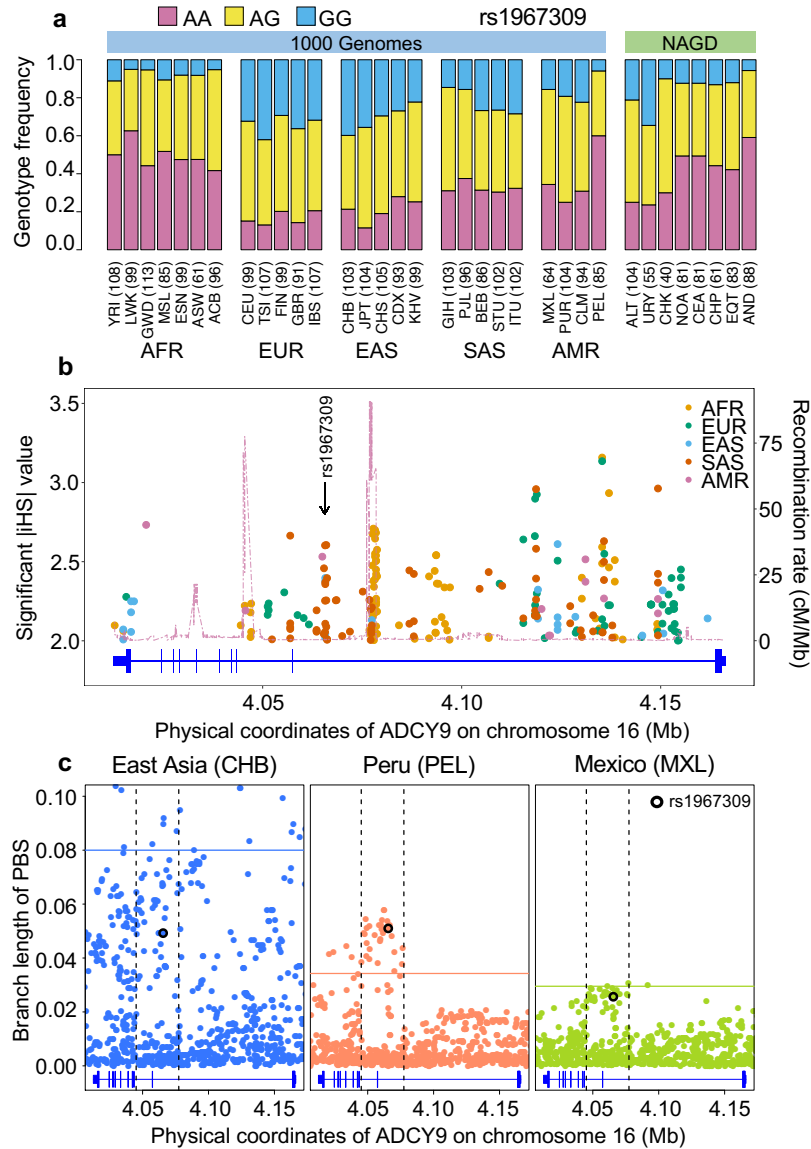 a
AA AG GG rs1967309
1000 Genomes NAGD
Genotype frequency
1.0
0.8
0.6
0.4
0.2
0.0
YRI (108)
LWK (99)
GWD (113)
MSL (85)
ESN (99)
ASW (61)
ACB (96)
CEU (99)
TSI (107)
FIN (99)
GBR (91)
IBS (107)
CHB (103)
JPT (104)
CHS (105)
CDX (93)
KHV (99)
GIH (103)
PJL (96)
BEB (86)
STU (102)
ITU (102)
MXL (64)
PUR (104)
CLM (94)
PEL (85)
ALT (104)
URY (55)
CHK (40)
NOA (81)
CEA (81)
CHP (61)
EQT (83)
AND (88)
AFR EUR EAS SAS AMR
b
Significant |iHS| value
3.5
3.0
2.5
2.0
rs1967309
AFR
EUR
EAS
SAS
AMR
75
50
25
0
Recombination rate (cM/Mb)
4.05 4.10 4.15
Physical coordinates of ADCY9 on chromosome 16 (Mb)
c
East Asia (CHB) Peru (PEL) Mexico (MXL)
rs1967309
Branch length of PBS
0.10
0.08
0.06
0.04
0.02
0.00
4.05 4.10 4.15 4.05 4.10 4.15 4.05 4.10 4.15
Physical coordinates of ADCY9 on chromosome 16 (Mb)